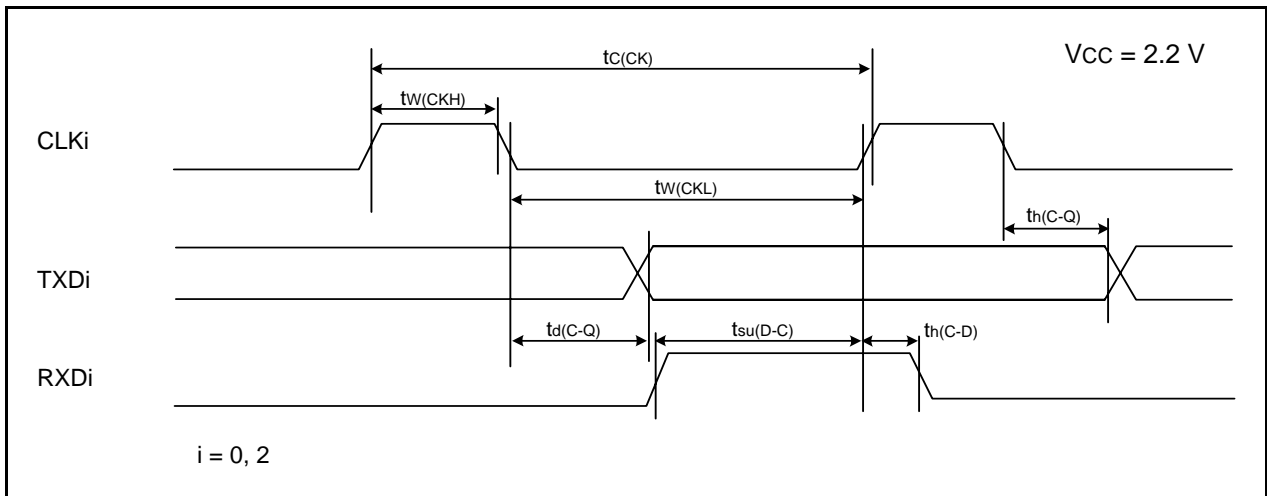 VCC = 2.2 V
tC(CK)
tW(CKH)
CLKi
tW(CKL)
th(C-Q)
TXDi
td(C-Q)
tsu(D-C)
th(C-D)
RXDi
i = 0, 2